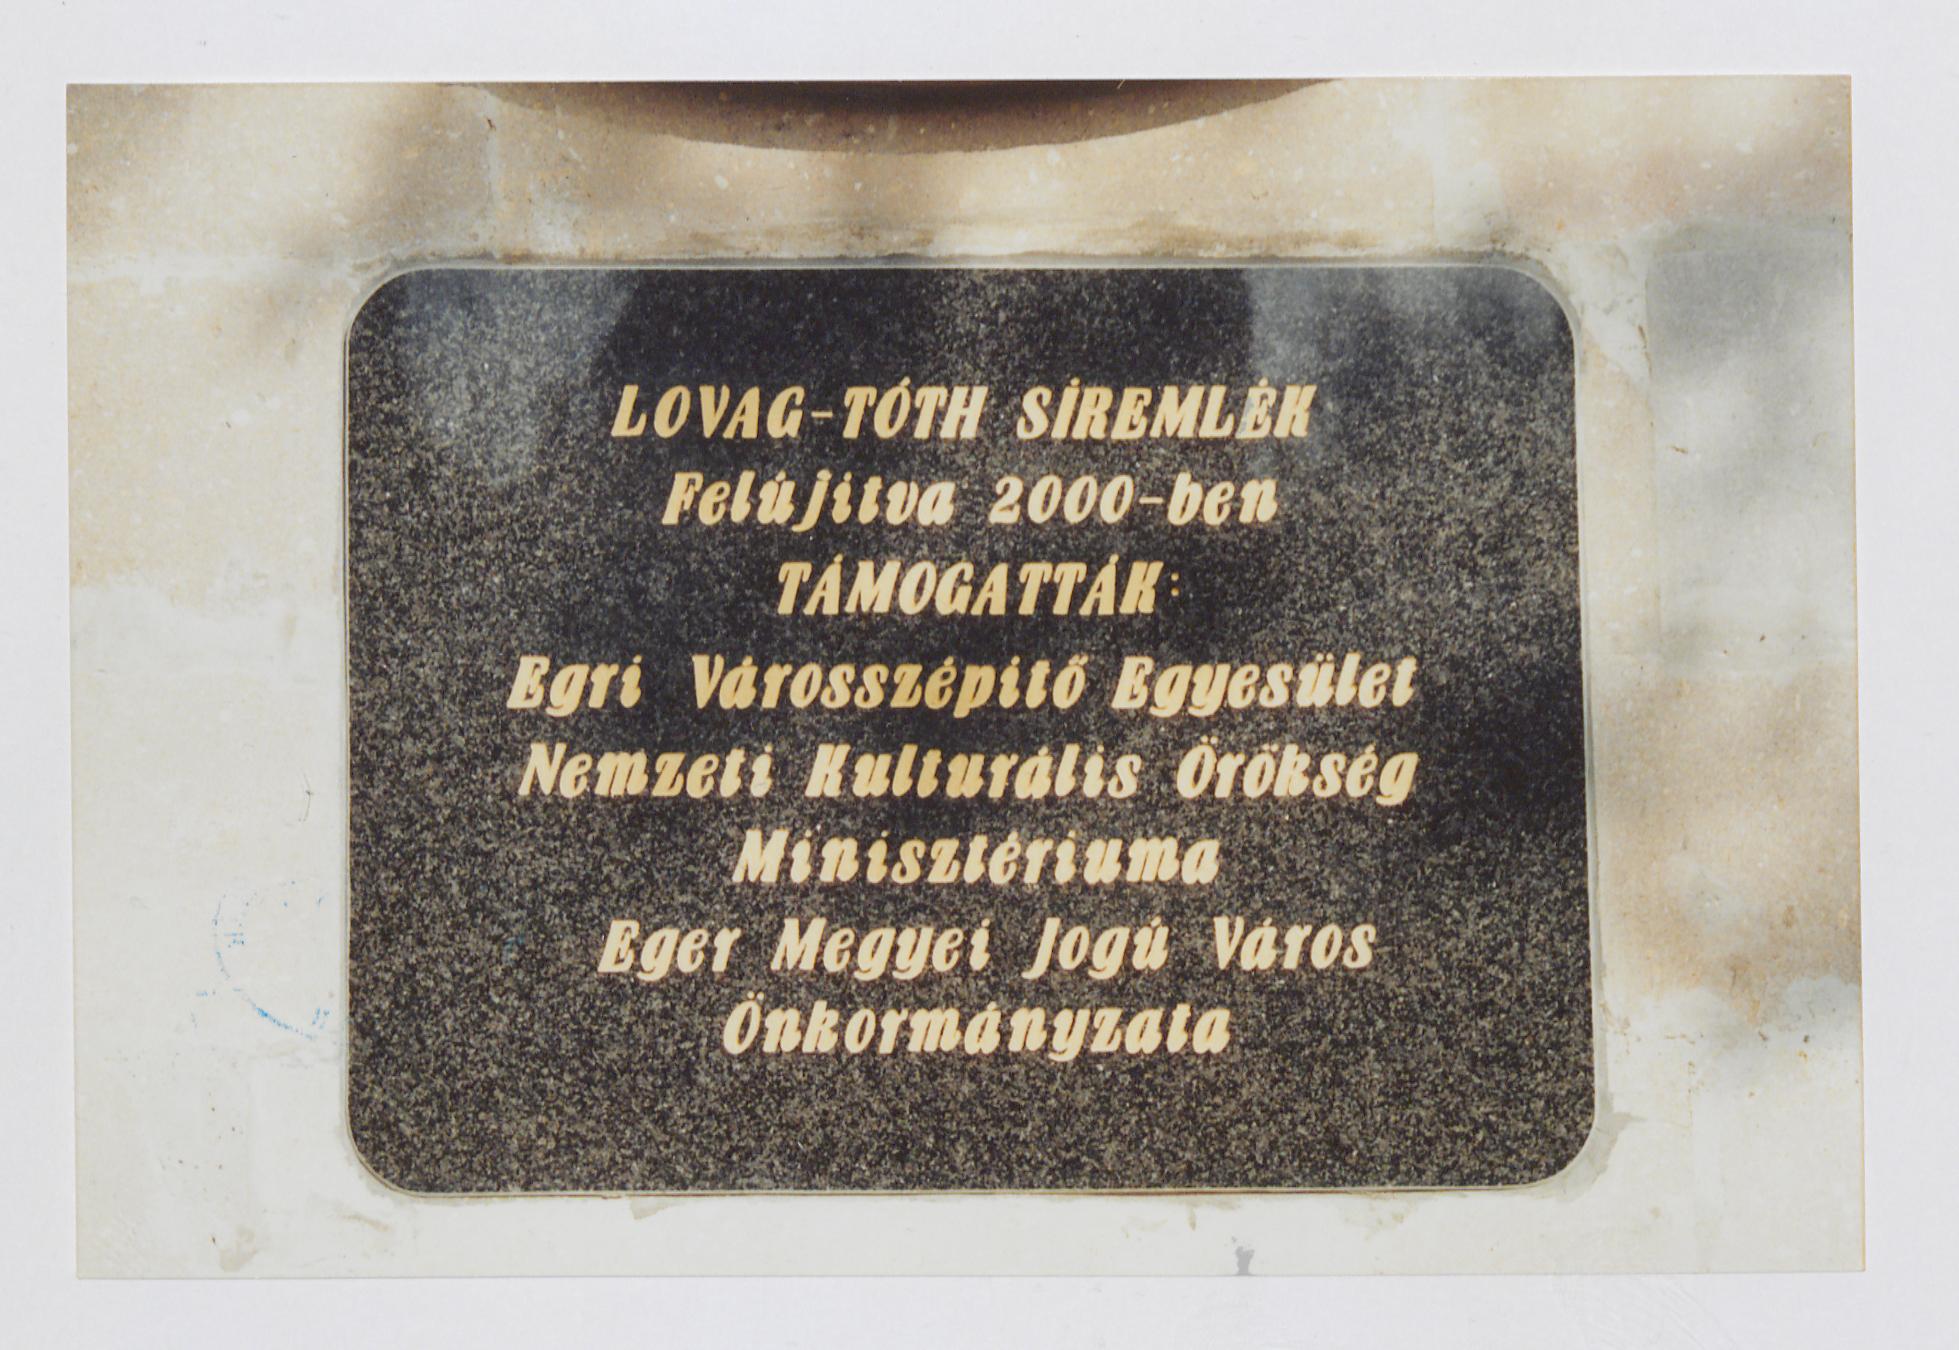 LOVAG-TÓTH SÍREMLÉK
Felújitva 2000-ben
TÁMOGATTÁK:
Egri Városszépitő Egyesület
Nemzeti Kulturális Örökség
Minisztériuma
Eger Megyei Jogú Város
Önkormányzata